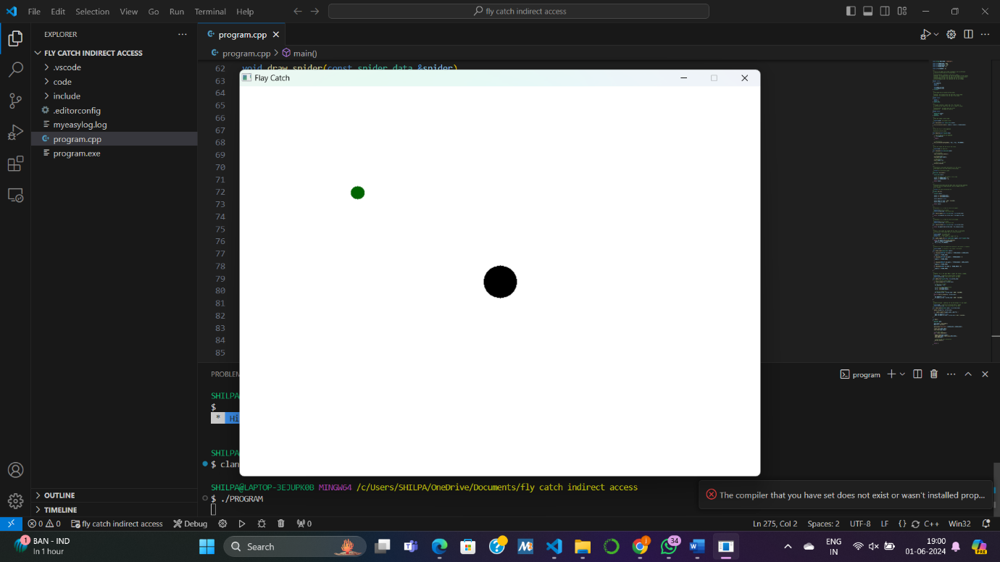 File Edit Selection View Go Run Terminal Help
fly catch indirect access
EXPLORER
FLY CATCH INDIRECT ACCESS
.vscode
code
include
.editorconfig
myeasylog.log
program.cpp
program.exe
OUTLINE
TIMELINE
program.cpp
program.cpp > main()
62 void draw_spider(const spider_data &spider)
63
64
65
66
67
68
69
70
71
72
73
74
75
76
77
78
79
80
81
82
83
84
85
Flay Catch
PROBLEM
program
SHILPA
$
* Hi
SHILPA
$ clan
SHILPA@LAPTOP-3EJUPK0B MINGW64 /c/Users/SHILPA/OneDrive/Documents/fly catch indirect access
$ ./PROGRAM
The compiler that you have set does not exist or wasn't installed prop...
0 0 fly catch indirect access Debug 0
Ln 275, Col 2 Spaces: 2 UTF-8 LF {} C++ Win32
1
BAN - IND
In 1 hour
Search
34
ENG
IN
19:00
01-06-2024
PRE